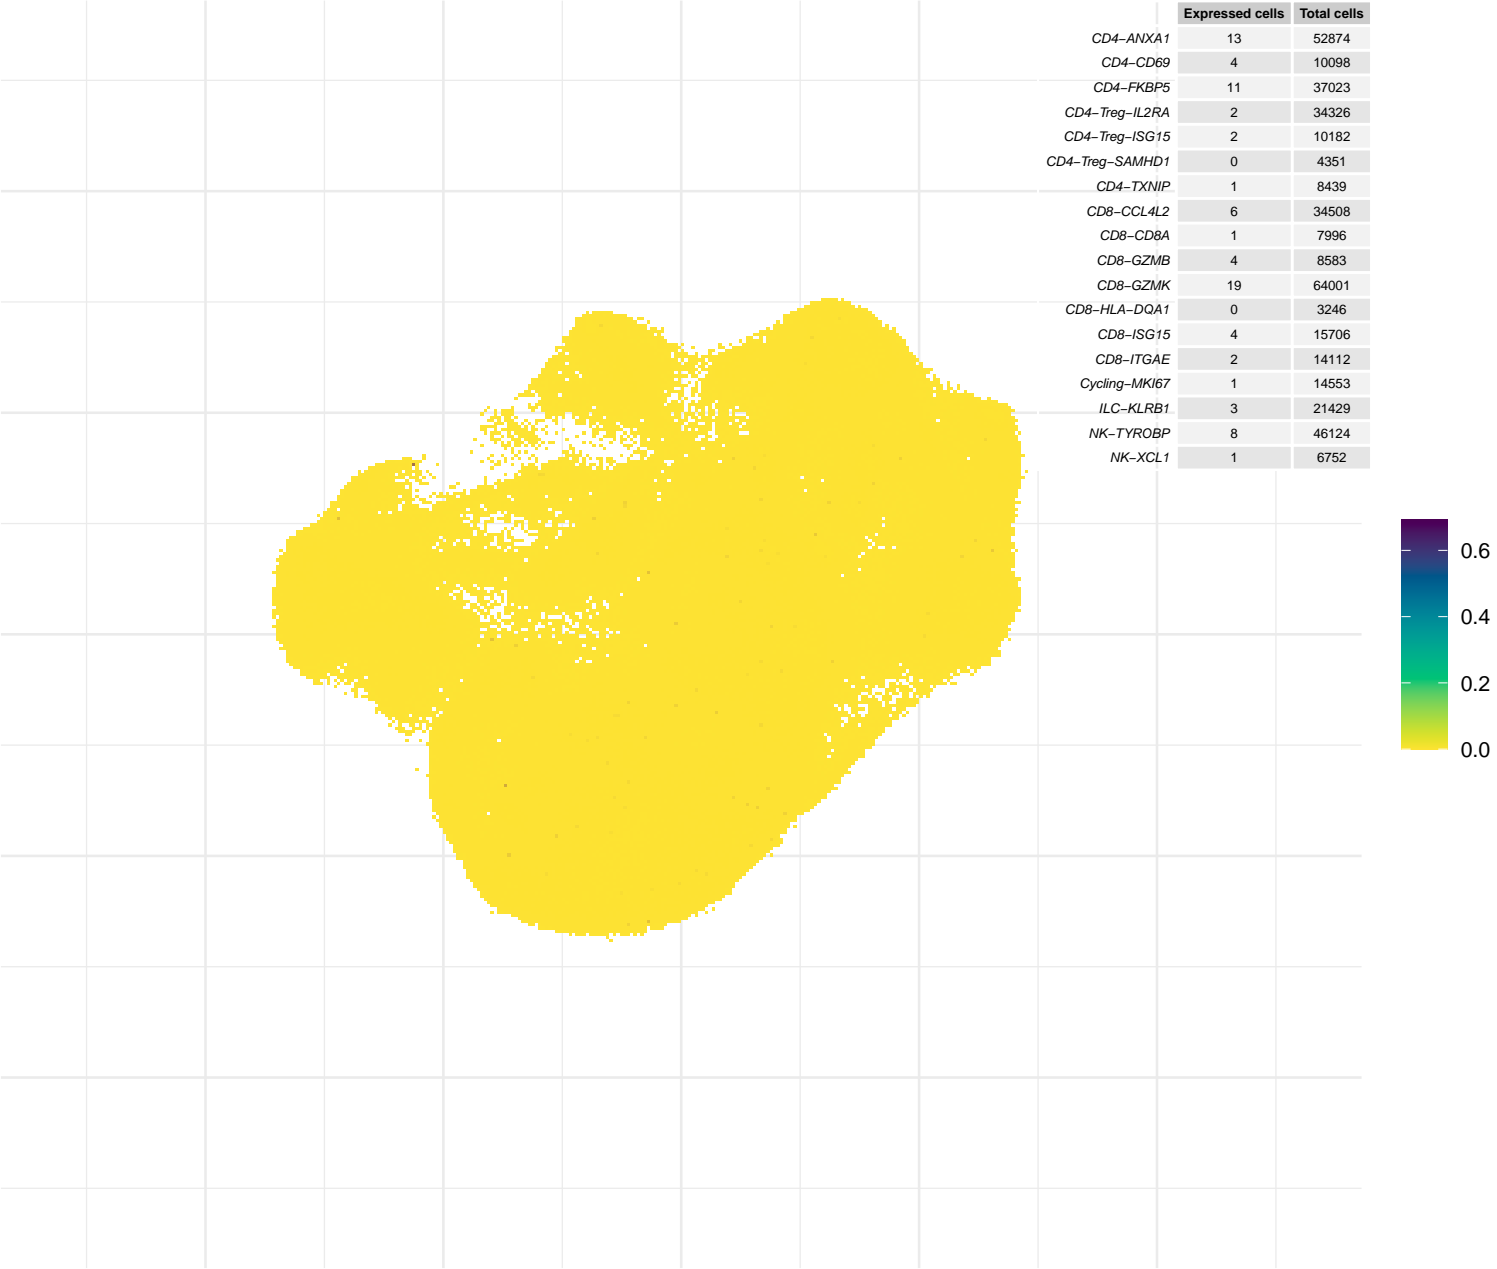 Expressed cells Total cells
CD4−ANXA1 13 52874
CD4−CD69 4 10098
CD4−FKBP5 11 37023
CD4−Treg−IL2RA 2 34326
CD4−Treg−ISG15 2 10182
CD4−Treg−SAMHD1 0 4351
CD4−TXNIP 1 8439
CD8−CCL4L2 6 34508
CD8−CD8A 1 7996
CD8−GZMB 4 8583
CD8−GZMK 19 64001
CD8−HLA−DQA1 0 3246
CD8−ISG15 4 15706
CD8−ITGAE 2 14112
Cycling−MKI67 1 14553
ILC−KLRB1 3 21429
NK−TYROBP 8 46124
NK−XCL1 1 6752
0.6
0.4
0.2
0.0